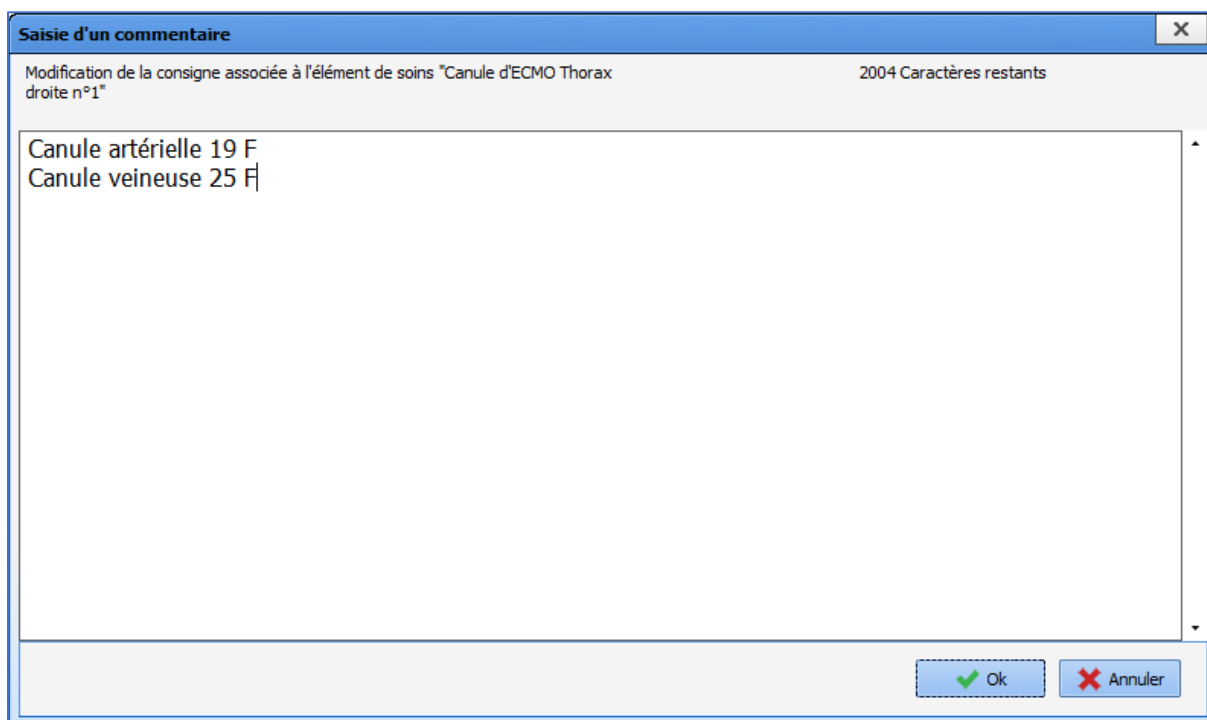 Saisie d'un commentaire
Modification de la consigne associée à l'élément de soins "Canule d'ECMO Thorax
droite n°1"
2004 Caractères restants
Canule artérielle 19 F
Canule veineuse 25 F
Ok
Annuler